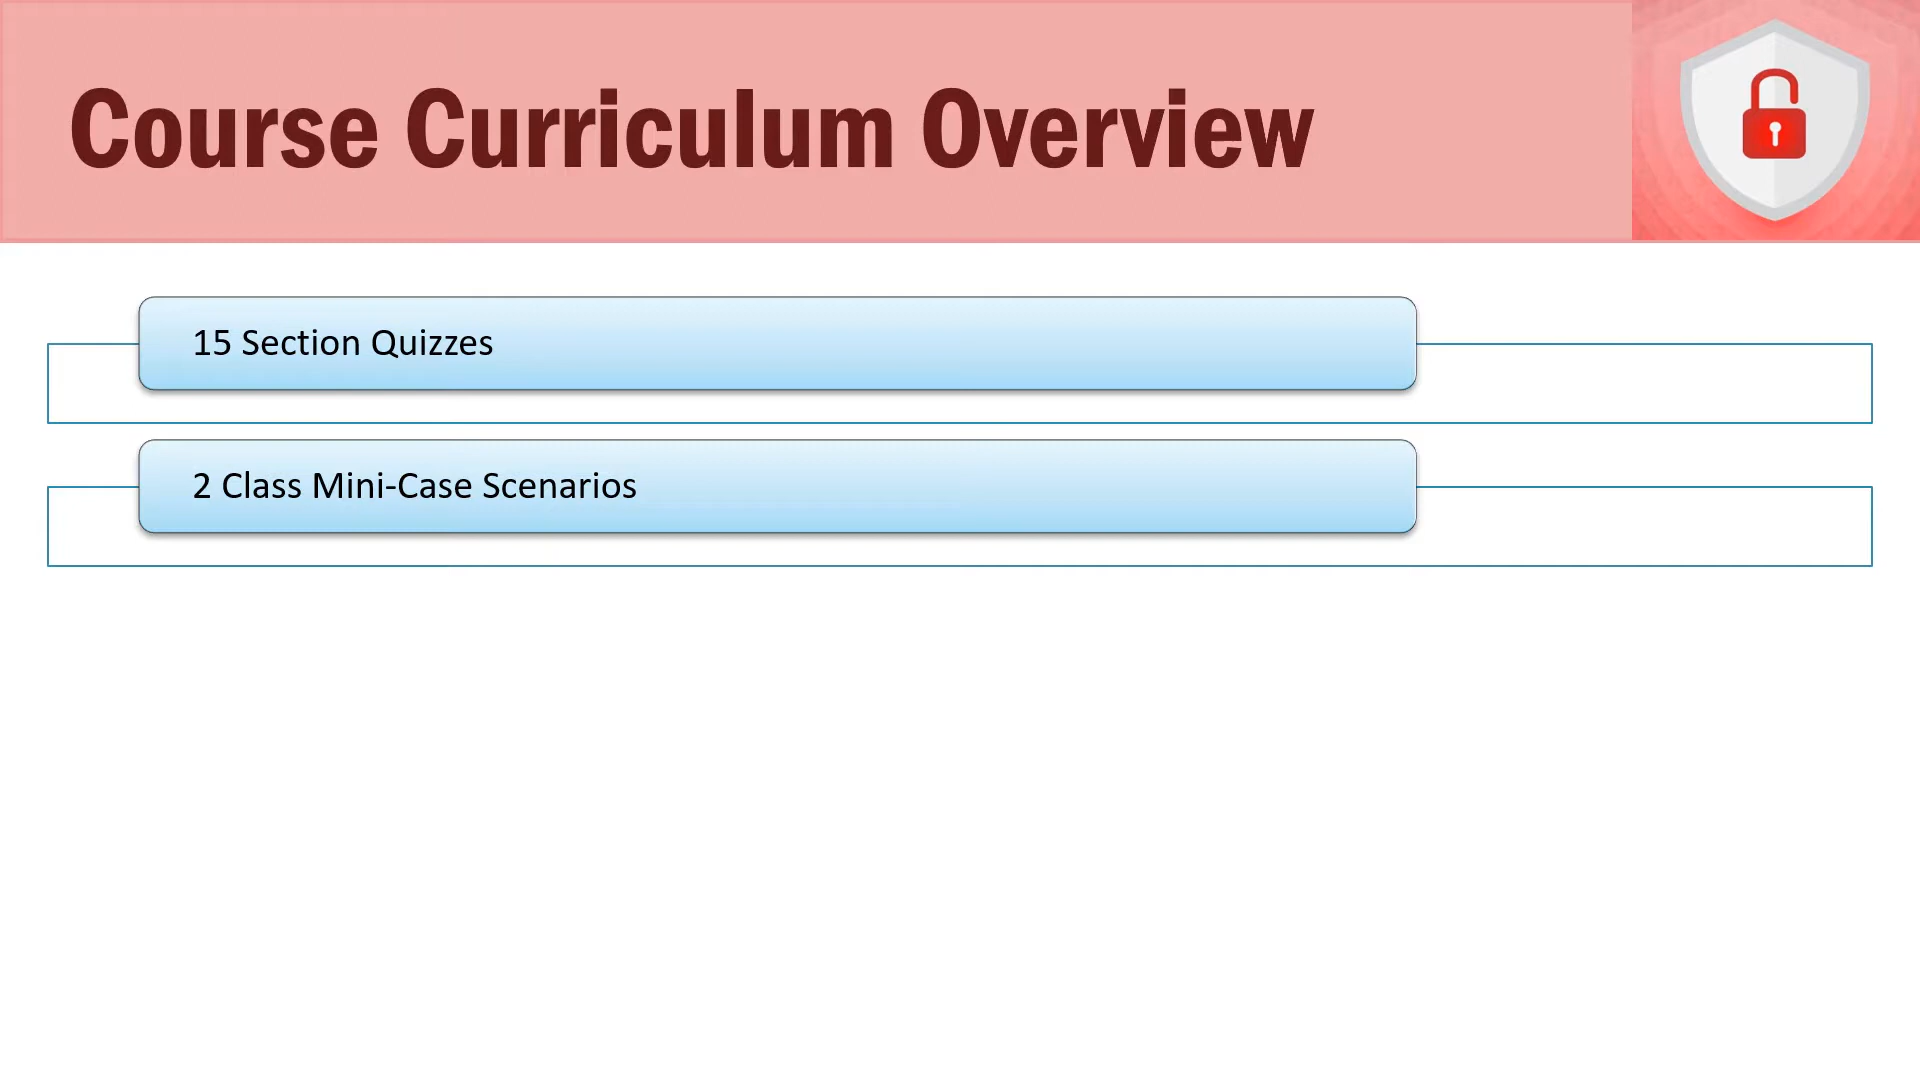 Course Curriculum Overview
15 Section Quizzes
2 Class Mini-Case Scenarios